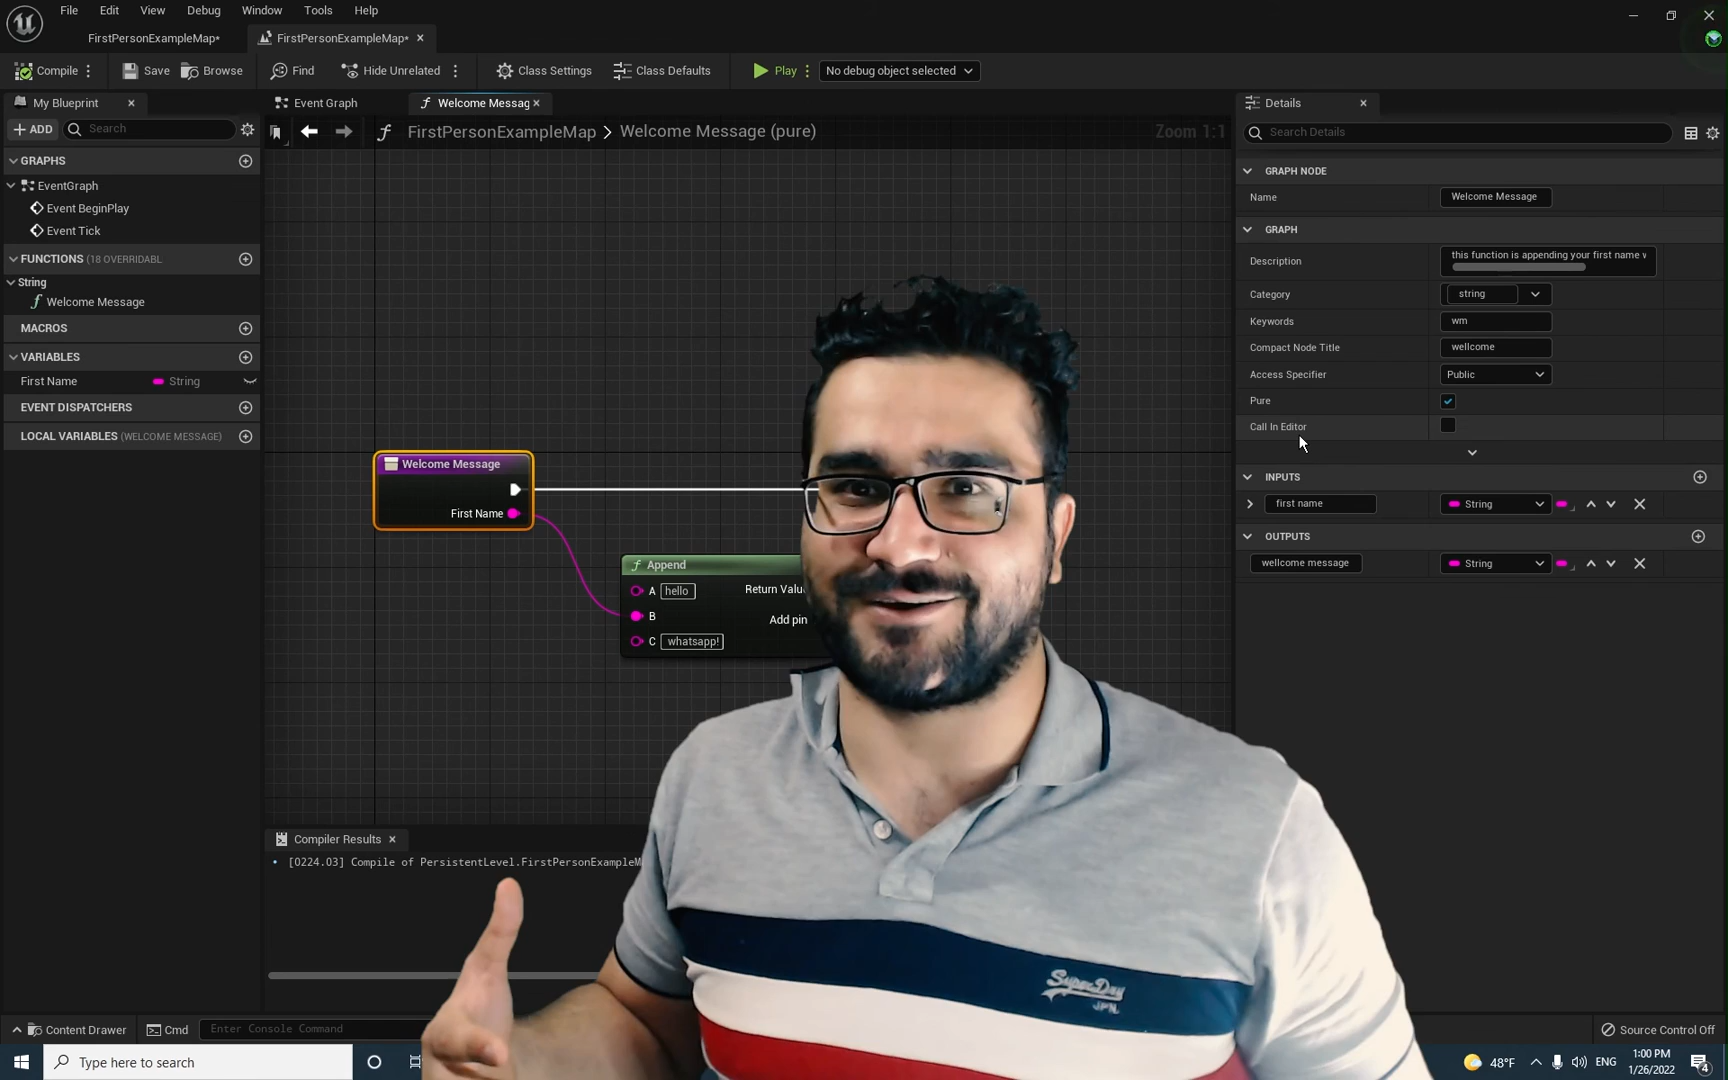 File Edit View Debug Window Tools Help
FirstPersonExampleMap* FirstPersonExampleMap*
Compile Save Browse Find Hide Unrelated Class Settings Class Defaults Play No debug object selected
My Blueprint Event Graph Welcome Messag Details
ADD Search FirstPersonExampleMap > Welcome Message (pure) Zoom 1:1 Search Details
GRAPHS
EventGraph
Event BeginPlay
Event Tick
FUNCTIONS (18 OVERRIDABL
String
Welcome Message
MACROS
VARIABLES
First Name String
EVENT DISPATCHERS
LOCAL VARIABLES (WELCOME MESSAGE)
Welcome Message
First Name
Append
A hello Return Valu
B
Add pin
C whatsapp!
GRAPH NODE
Name Welcome Message
GRAPH
Description this function is appending your first name w
Category string
Keywords wm
Compact Node Title wellcome
Access Specifier Public
Pure
Call In Editor
INPUTS
first name String
OUTPUTS
wellcome message String
Compiler Results
[0224.03] Compile of PersistentLevel.FirstPersonExampleM
SuperDry
JPN.
Content Drawer Cmd Enter Console Command Source Control Off
Type here to search 48°F ENG 1:00 PM
1/26/2022
4